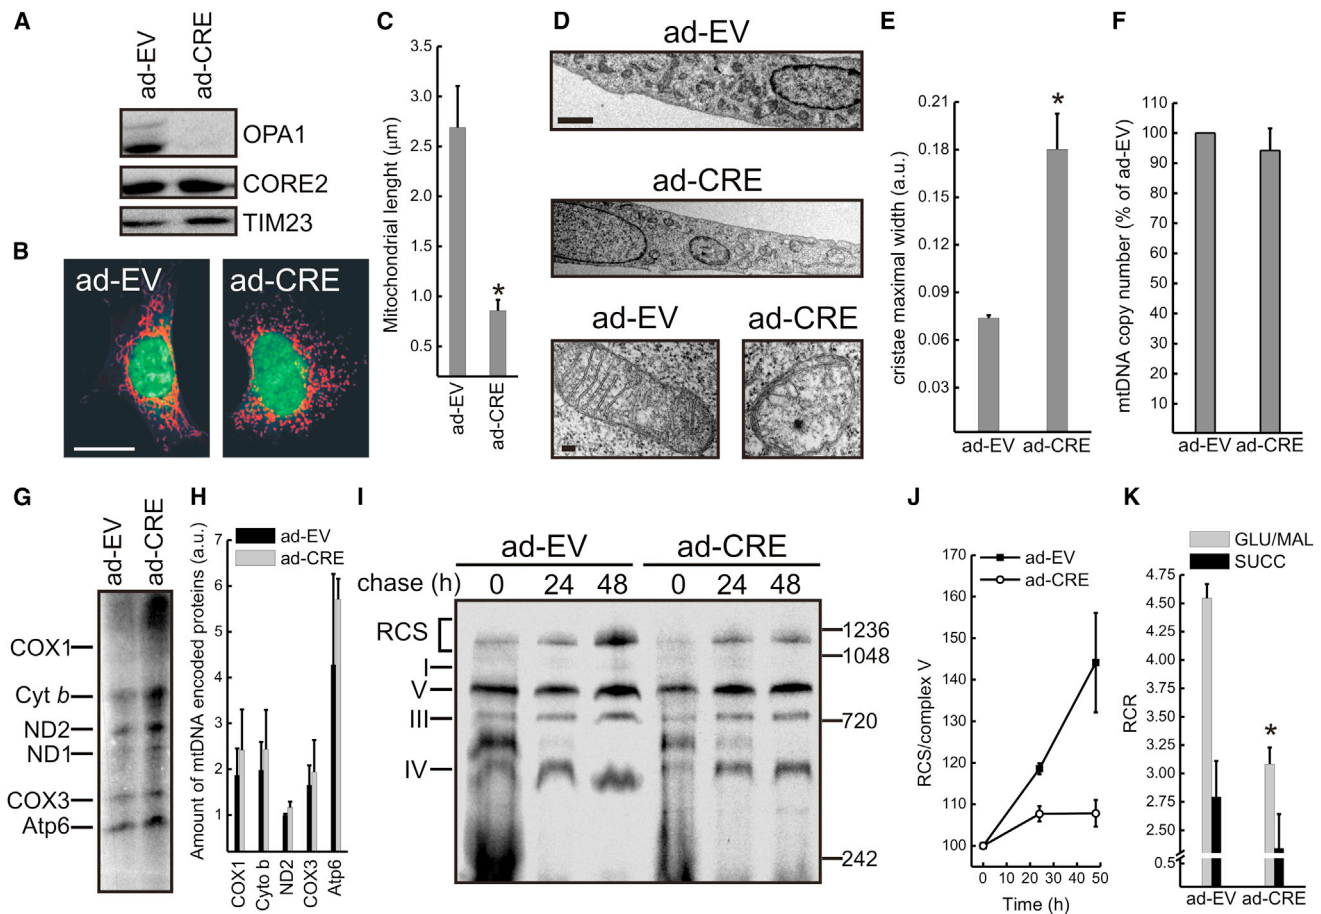 A
ad-EV
ad-CRE
OPA1
CORE2
TIM23
B
ad-EV
ad-CRE
C
Mitochondrial lenght (μm)
3.5
3.0
2.5
2.0
1.5
1.0
0.5
*
ad-EV
ad-CRE
D
ad-EV
ad-CRE
ad-EV
ad-CRE
E
cristae maximal width (a.u.)
0.21
0.18
0.15
0.12
0.09
0.06
0.03
*
ad-EV
ad-CRE
F
mtDNA copy number (% of ad-EV)
110
100
90
80
70
60
50
40
30
20
10
ad-EV
ad-CRE
G
ad-EV
ad-CRE
COX1
Cyt b
ND2
ND1
COX3
Atp6
H
Amount of mtDNA encoded proteins (a.u.)
ad-EV
ad-CRE
7
6
5
4
3
2
1
COX1
Cyto b
ND2
COX3
Atp6
I
ad-EV
ad-CRE
chase (h) 0 24 48 0 24 48
RCS
I
V
III
IV
1236
1048
720
242
J
RCS/complex V
170
160
150
140
130
120
110
100
ad-EV
ad-CRE
0 10 20 30 40 50
Time (h)
K
GLU/MAL
SUCC
RCR
4.75
4.50
4.25
4.00
3.75
3.50
3.25
3.00
2.75
2.50
0.5
*
ad-EV
ad-CRE